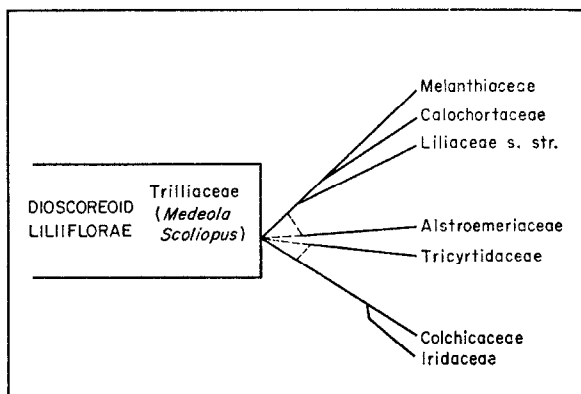 Melanthiacece
Calochortaceae
Liliaceae s. str.
Trilliaceae
DIOSCOREOID
(Medeola
LILIIFLORAE
Scoliopus)
Alstroemeriaceae
Tricyrtidaceae
Colchicaceae
Iridaceae